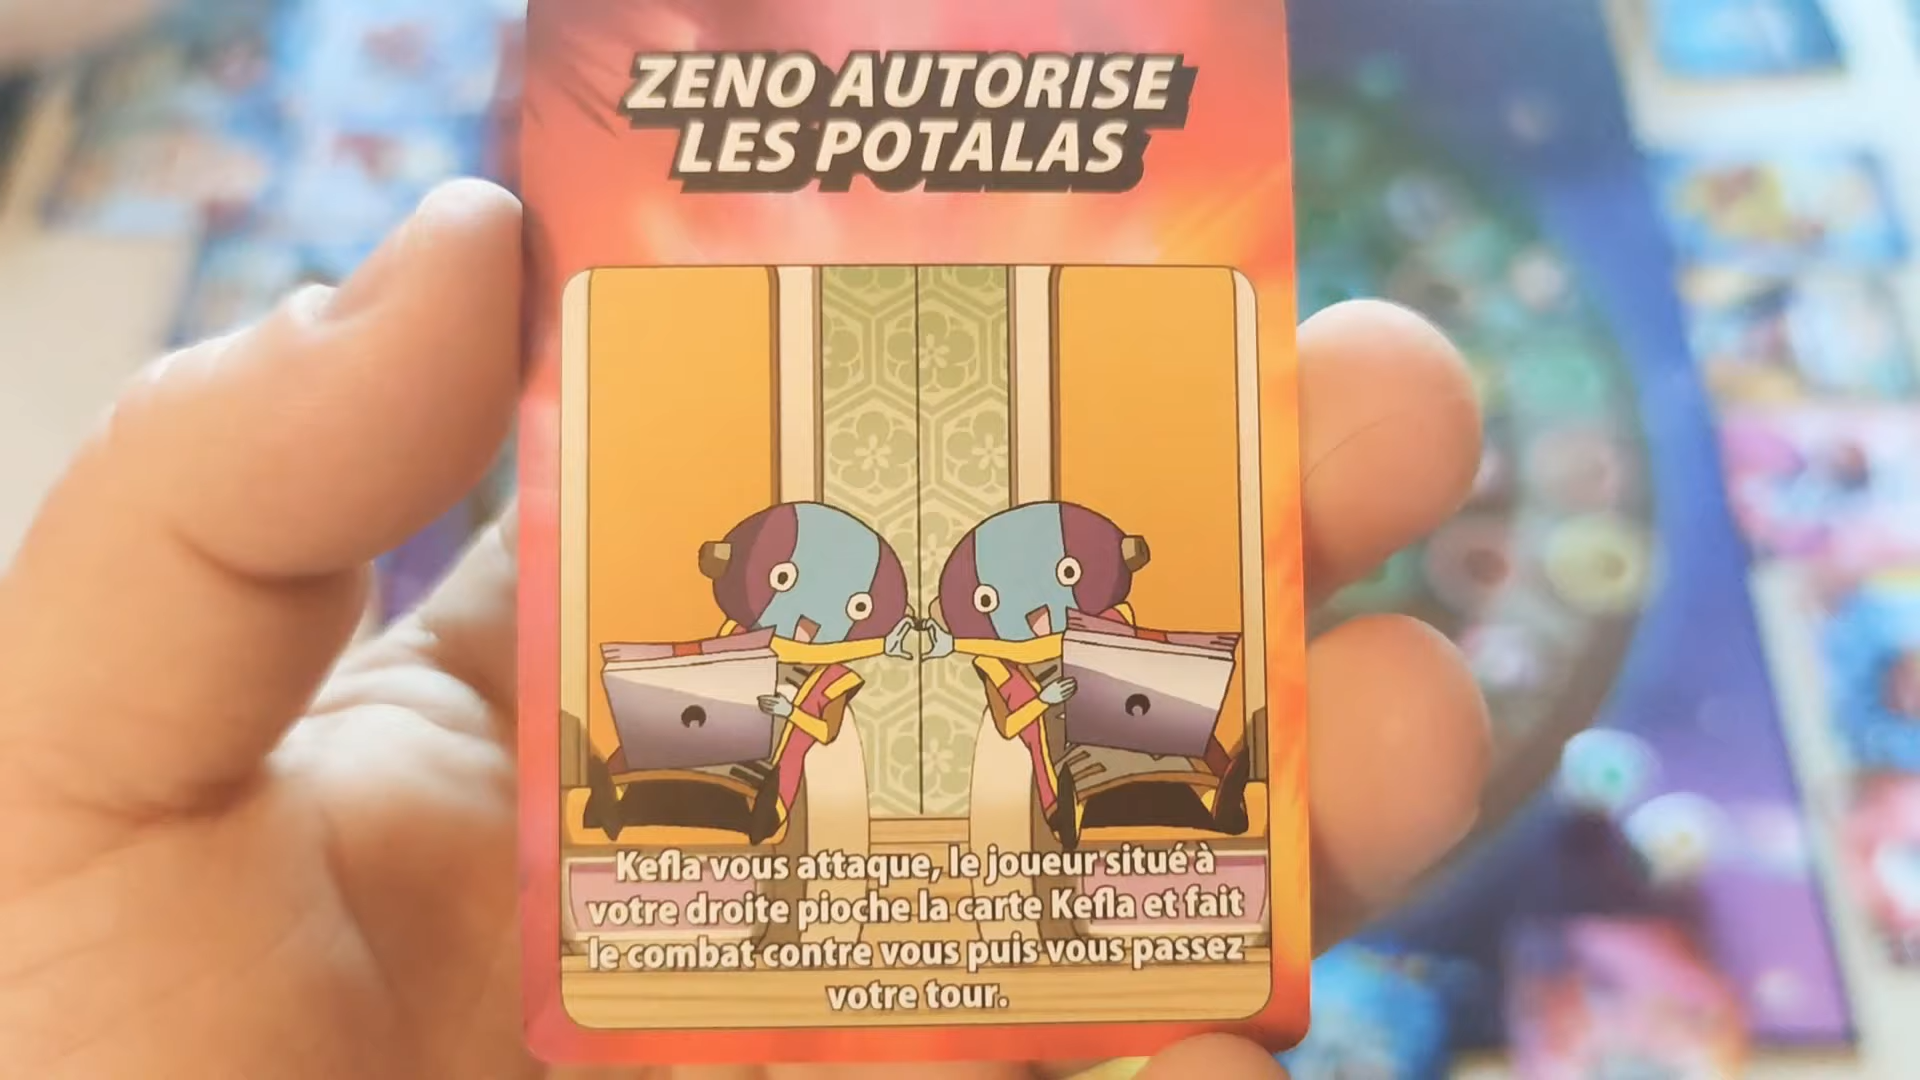 ZENO AUTORISE
LES POTALAS
Kefla vous attaque, le joueur situé à
votre droite pioche la carte Kefla et fait
le combat contre vous puis vous passez
votre tour.